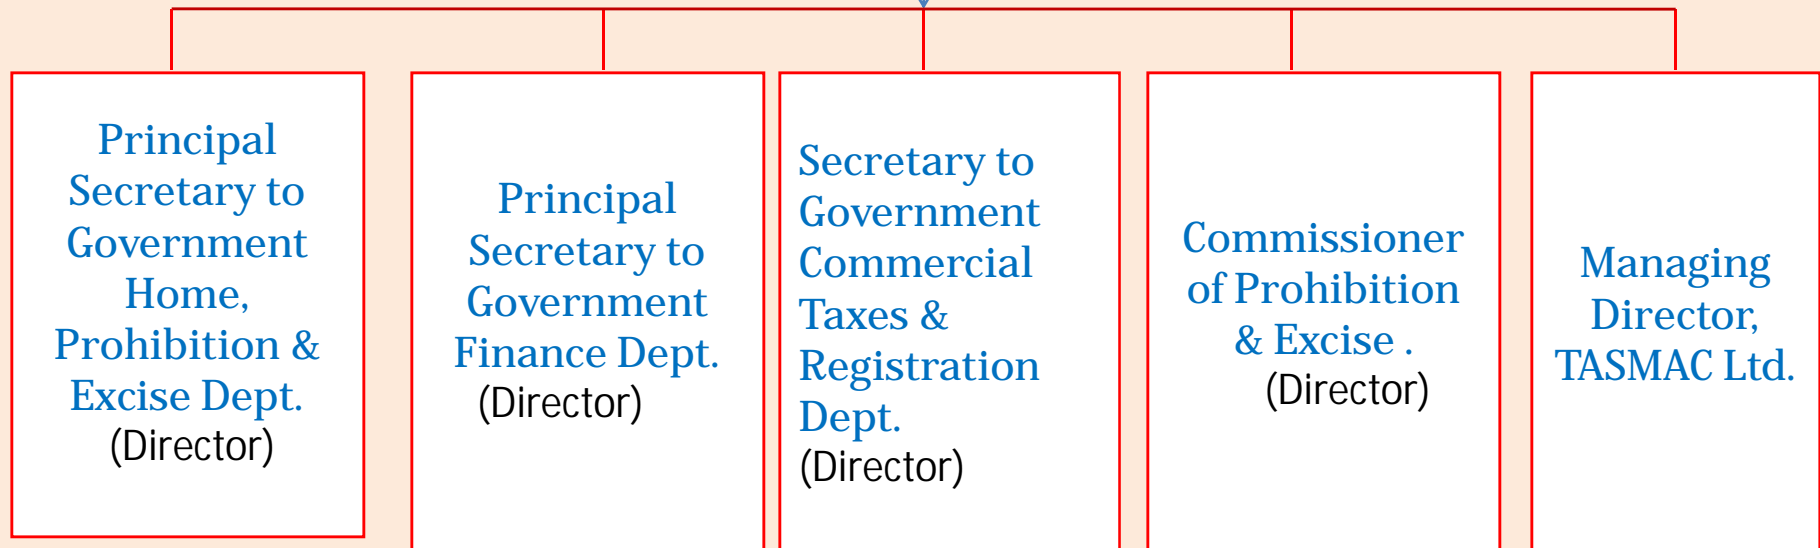 Principal
Secretary to
Government
Home,
Prohibition &
Excise Dept.
(Director)
Principal
Secretary to
Government
Finance Dept.
(Director)
Secretary to
Government
Commercial
Taxes &
Registration
Dept.
(Director)
Commissioner
of Prohibition
& Excise .
(Director)
Managing
Director,
TASMAC Ltd.